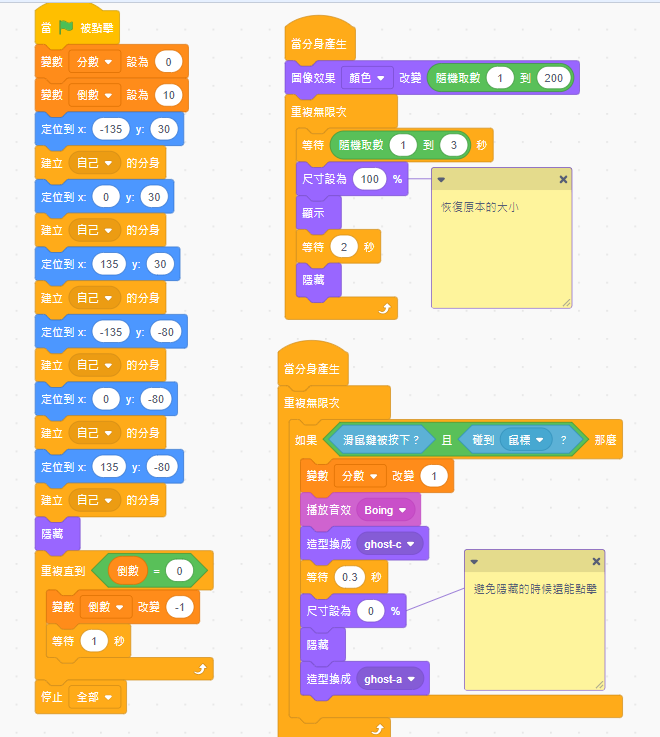 當 被點擊
變數 分數 設為 0
變數 倒數 設為 10
定位到 x: -135 y: 30
建立 自己 的分身
定位到 x: 0 y: 30
建立 自己 的分身
定位到 x: 135 y: 30
建立 自己 的分身
定位到 x: -135 y: -80
建立 自己 的分身
定位到 x: 0 y: -80
建立 自己 的分身
定位到 x: 135 y: -80
建立 自己 的分身
隱藏
重複直到 倒數 = 0
變數 倒數 改變 -1
等待 1 秒
停止 全部
當分身產生
圖像效果 顏色 改變 隨機取數 1 到 200
重複無限次
等待 隨機取數 1 到 3 秒
尺寸設為 100 %
顯示
等待 2 秒
隱藏
恢復原本的大小
當分身產生
重複無限次
如果 滑鼠鍵被按下？ 且 碰到 鼠標 ？ 那麼
變數 分數 改變 1
播放音效 Boing
造型換成 ghost-c
等待 0.3 秒
尺寸設為 0 %
隱藏
造型換成 ghost-a
避免隱藏的時候還能點擊